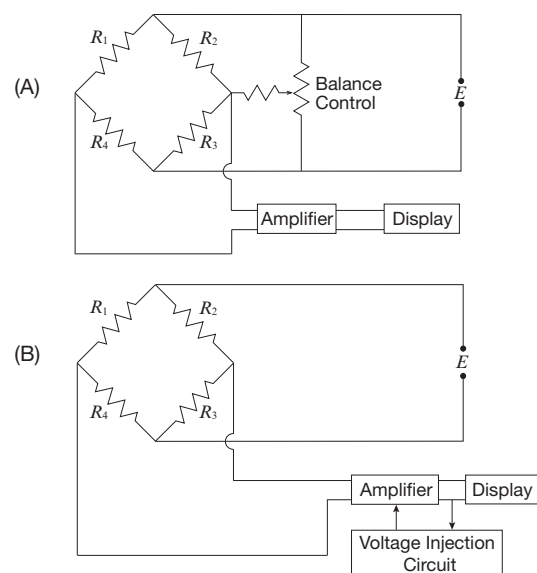 R1
R2
(A)
Balance
Control
E
R4
R3
Amplifier
Display
R1
R2
(B)
E
R4
R3
Amplifier
Display
Voltage Injection
Circuit